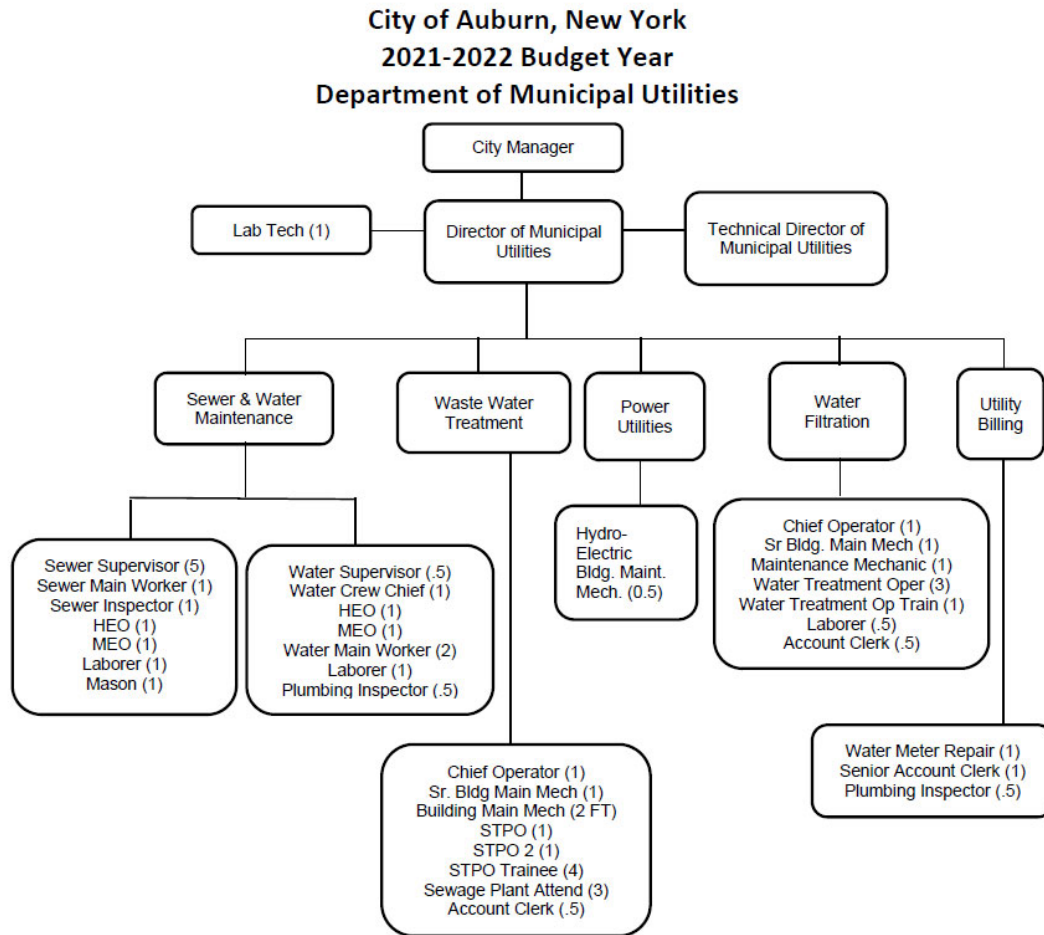 City of Auburn, New York
2021-2022 Budget Year
Department of Municipal Utilities
City Manager
Lab Tech (1)
Director of Municipal
Utilities
Technical Director of
Municipal Utilities
Sewer & Water
Maintenance
Waste Water
Treatment
Power
Utilities
Water
Filtration
Utility
Billing
Sewer Supervisor (5)
Sewer Main Worker (1)
Sewer Inspector (1)
HEO (1)
MEO (1)
Laborer (1)
Mason (1)
Water Supervisor (.5)
Water Crew Chief (1)
HEO (1)
MEO (1)
Water Main Worker (2)
Laborer (1)
Plumbing Inspector (.5)
Hydro-
Electric
Bldg. Maint.
Mech. (0.5)
Chief Operator (1)
Sr Bldg. Main Mech (1)
Maintenance Mechanic (1)
Water Treatment Oper (3)
Water Treatment Op Train (1)
Laborer (.5)
Account Clerk (.5)
Chief Operator (1)
Sr. Bldg Main Mech (1)
Building Main Mech (2 FT)
STPO (1)
STPO 2 (1)
STPO Trainee (4)
Sewage Plant Attend (3)
Account Clerk (.5)
Water Meter Repair (1)
Senior Account Clerk (1)
Plumbing Inspector (.5)